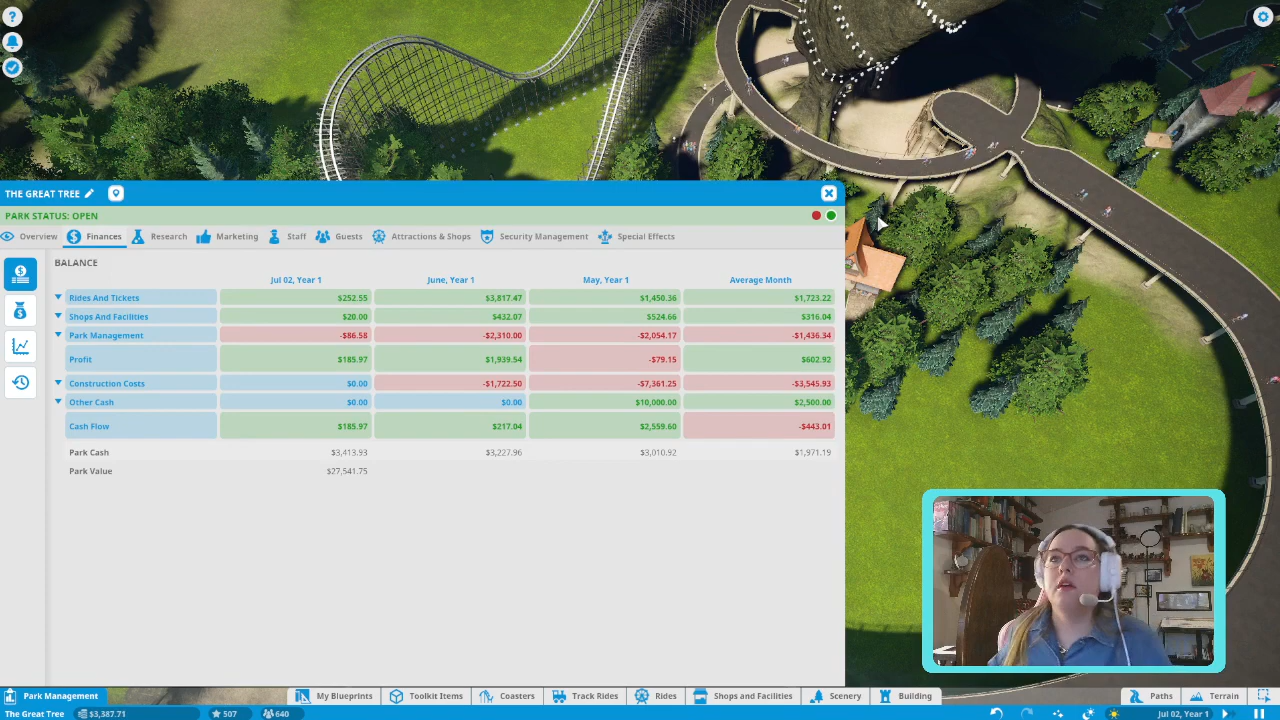 THE GREAT TREE
PARK STATUS: OPEN
Overview Finances Research Marketing Staff Guests Attractions & Shops Security Management Special Effects
BALANCE
Jul 02, Year 1 June, Year 1 May, Year 1 Average Month
Rides And Tickets $252.55 $3,817.47 $1,450.36 $1,723.22
Shops And Facilities $20.00 $432.07 $524.66 $316.04
Park Management -$86.58 -$2,310.00 -$2,054.17 -$1,436.34
Profit $185.97 $1,939.54 -$79.15 $602.92
Construction Costs $0.00 -$1,722.50 -$7,361.25 -$3,545.93
Other Cash $0.00 $0.00 $10,000.00 $2,500.00
Cash Flow $185.97 $217.04 $2,559.60 -$443.01
Park Cash $3,413.93 $3,227.96 $3,010.92 $1,971.19
Park Value $27,541.75
Park Management My Blueprints Toolkit Items Coasters Track Rides Rides Shops and Facilities Scenery Building Paths Terrain
The Great Tree $3,387.71 507 640 Jul 02, Year 1